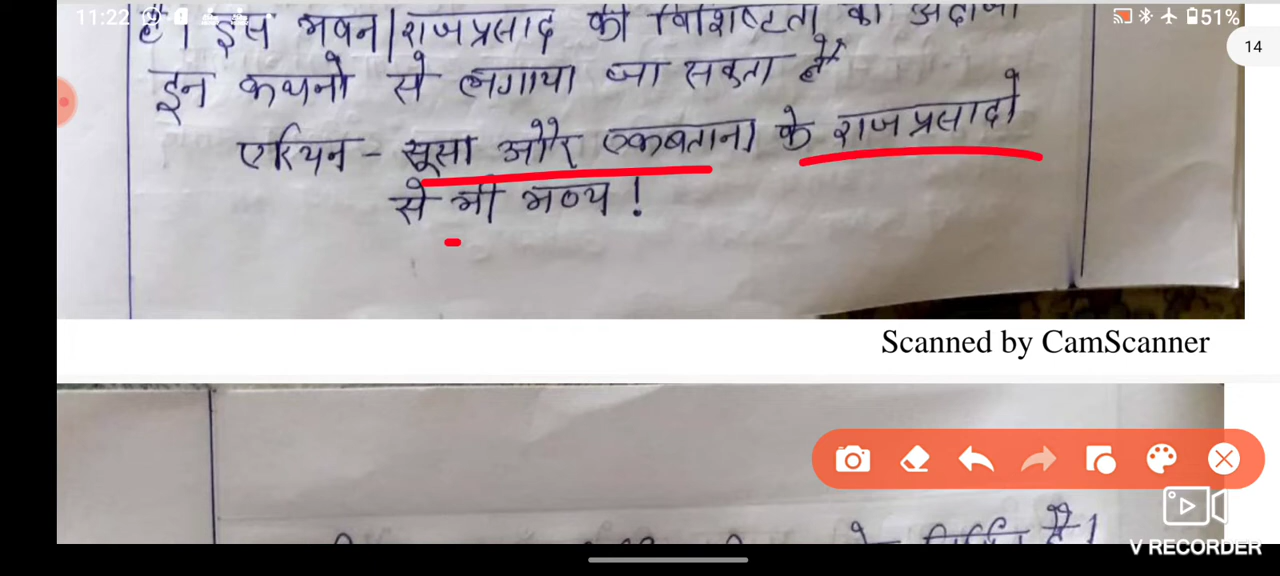 11:22
51%
14
है। इस भवन/राजप्रसाद की विशिष्टता का अंदाजा
इन कथनो से लगाया जा सकता है
एरियन - सूसा और एकबताना के राजप्रसादो
से भी भव्य!
Scanned by CamScanner
निर्मित है।
V RECORDER